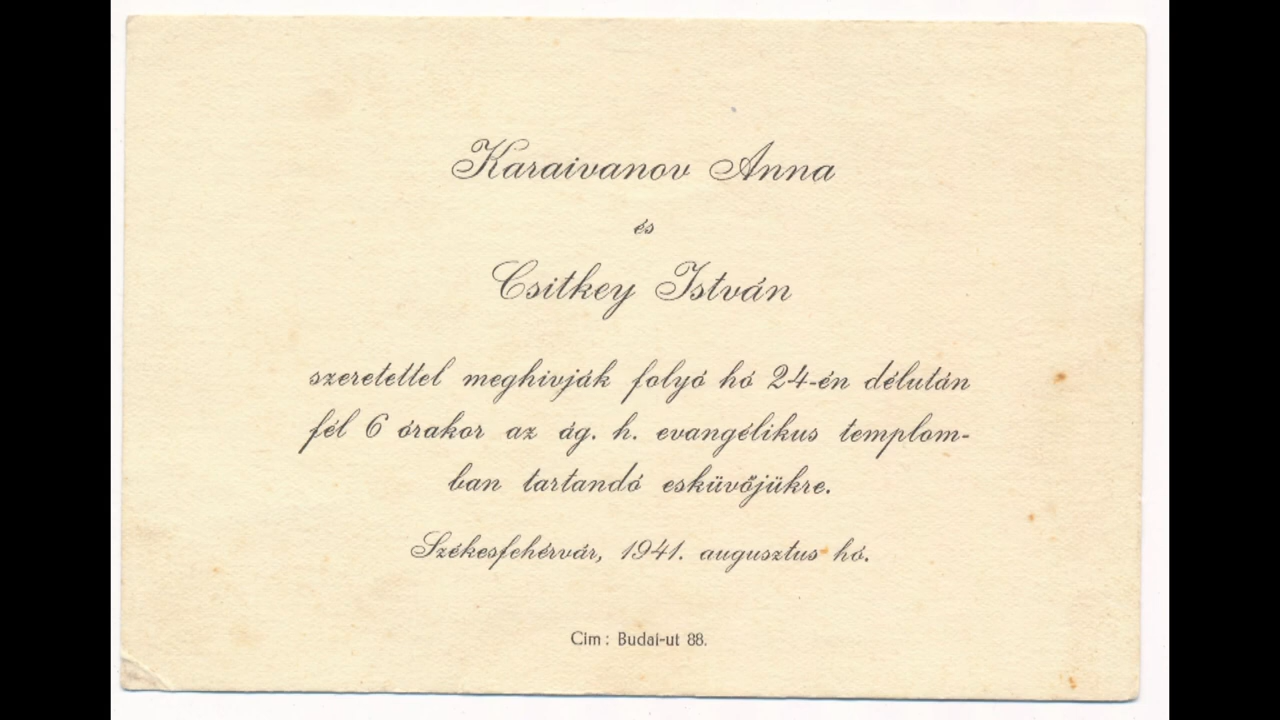 Karaivanov Anna
és
Csitkey István
szeretettel meghivják folyó hó 24-én délután
fél 6 órakor az ág. h. evangélikus templom-
ban tartandó esküvőjükre.
Székesfehérvár, 1941. augusztus hó.
Cim : Budai-ut 88.